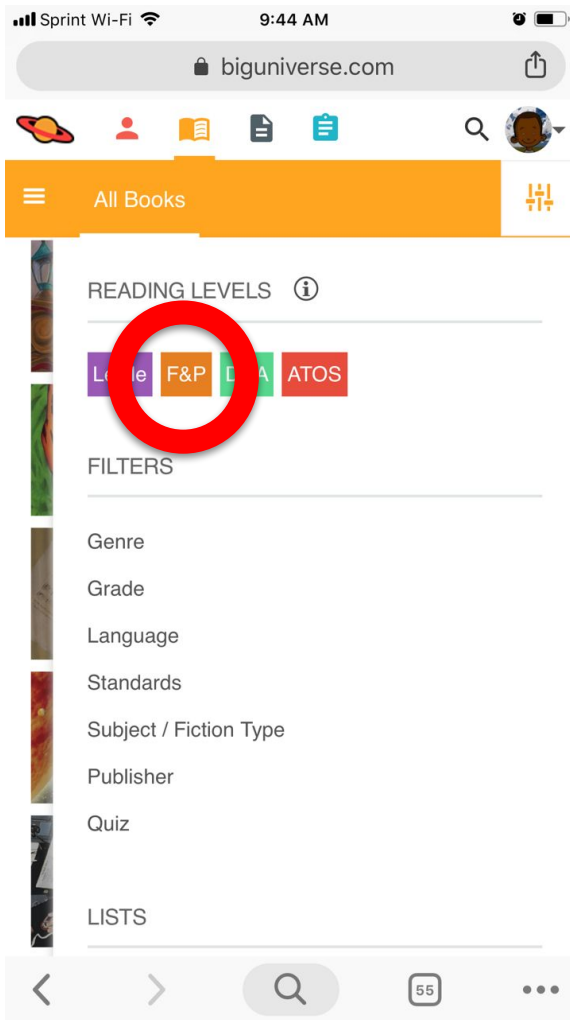 Sprint Wi-Fi 9:44 AM
biguniverse.com
All Books
READING LEVELS
F&P ATOS
FILTERS
Genre
Grade
Language
Standards
Subject / Fiction Type
Publisher
Quiz
LISTS
55